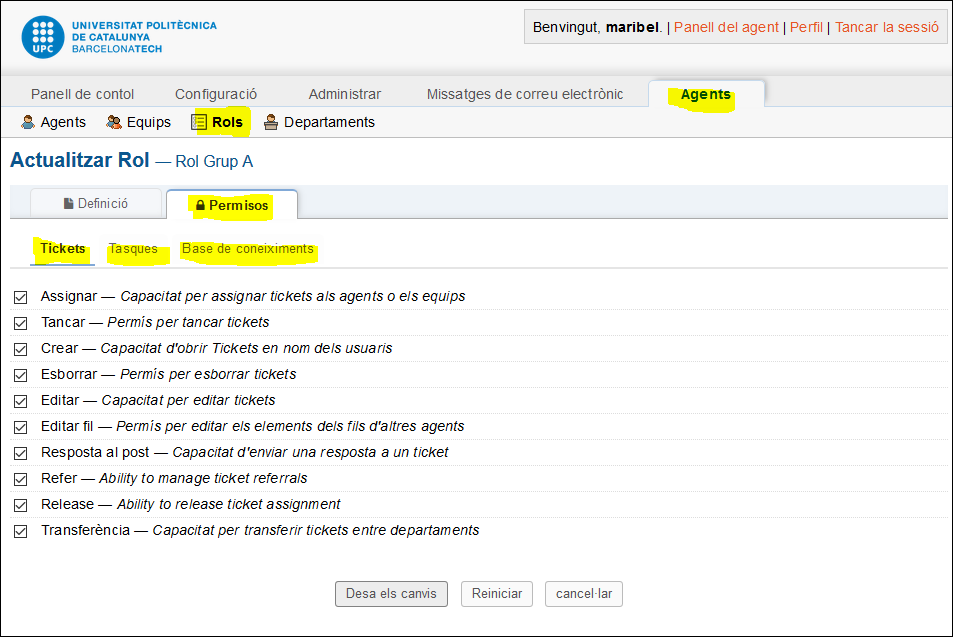 UNIVERSITAT POLITÈCNICA
DE CATALUNYA
BARCELONATECH
UPC
Benvingut, maribel. | Panell del agent | Perfil | Tancar la sessió
Panell de contol Configuració Administrar Missatges de correu electrònic Agents
Agents Equips Rols Departaments
Actualitzar Rol — Rol Grup A
Definició Permisos
Tickets Tasques Base de coneiximents
Assignar — Capacitat per assignar tickets als agents o els equips
Tancar — Permís per tancar tickets
Crear — Capacitat d'obrir Tickets en nom dels usuaris
Esborrar — Permís per esborrar tickets
Editar — Capacitat per editar tickets
Editar fil — Permís per editar els elements dels fils d'altres agents
Resposta al post — Capacitat d'enviar una resposta a un ticket
Refer — Ability to manage ticket referrals
Release — Ability to release ticket assignment
Transferència — Capacitat per transferir tickets entre departaments
Desa els canvis Reiniciar cancel·lar